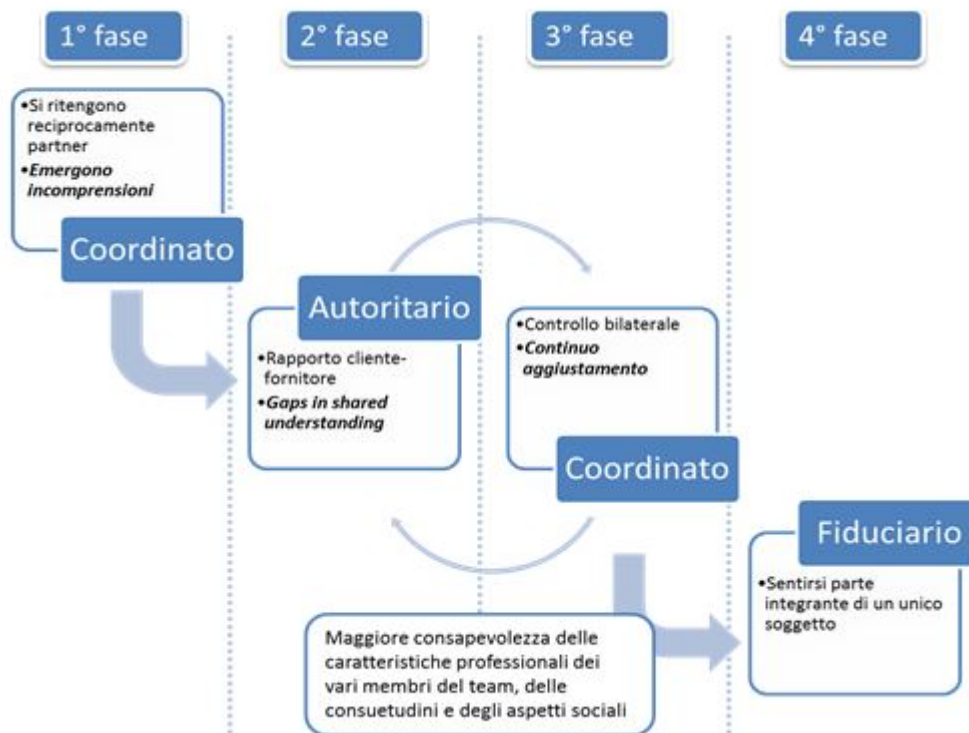 1° fase
2° fase
3° fase
4° fase
•Si ritengono
reciprocamente
partner
•Emergono
incomprensioni
Coordinato
Autoritario
•Rapporto cliente-
fornitore
•Gaps in shared
understanding
•Controllo bilaterale
•Continuo
aggiustamento
Coordinato
Fiduciario
•Sentirsi parte
integrante di un unico
soggetto
Maggiore consapevolezza delle
caratteristiche professionali dei
vari membri del team, delle
consuetudini e degli aspetti sociali